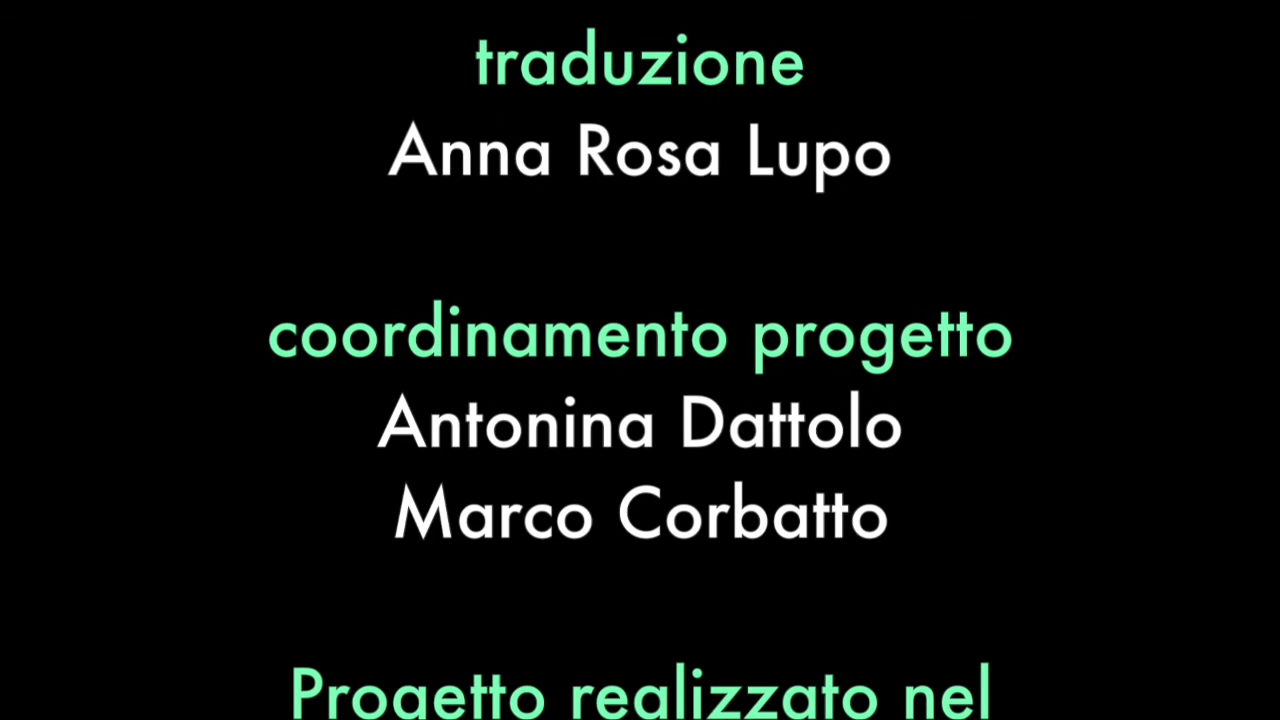 traduzione
Anna Rosa Lupo
coordinamento progetto
Antonina Dattolo
Marco Corbatto
Progetto realizzato nel